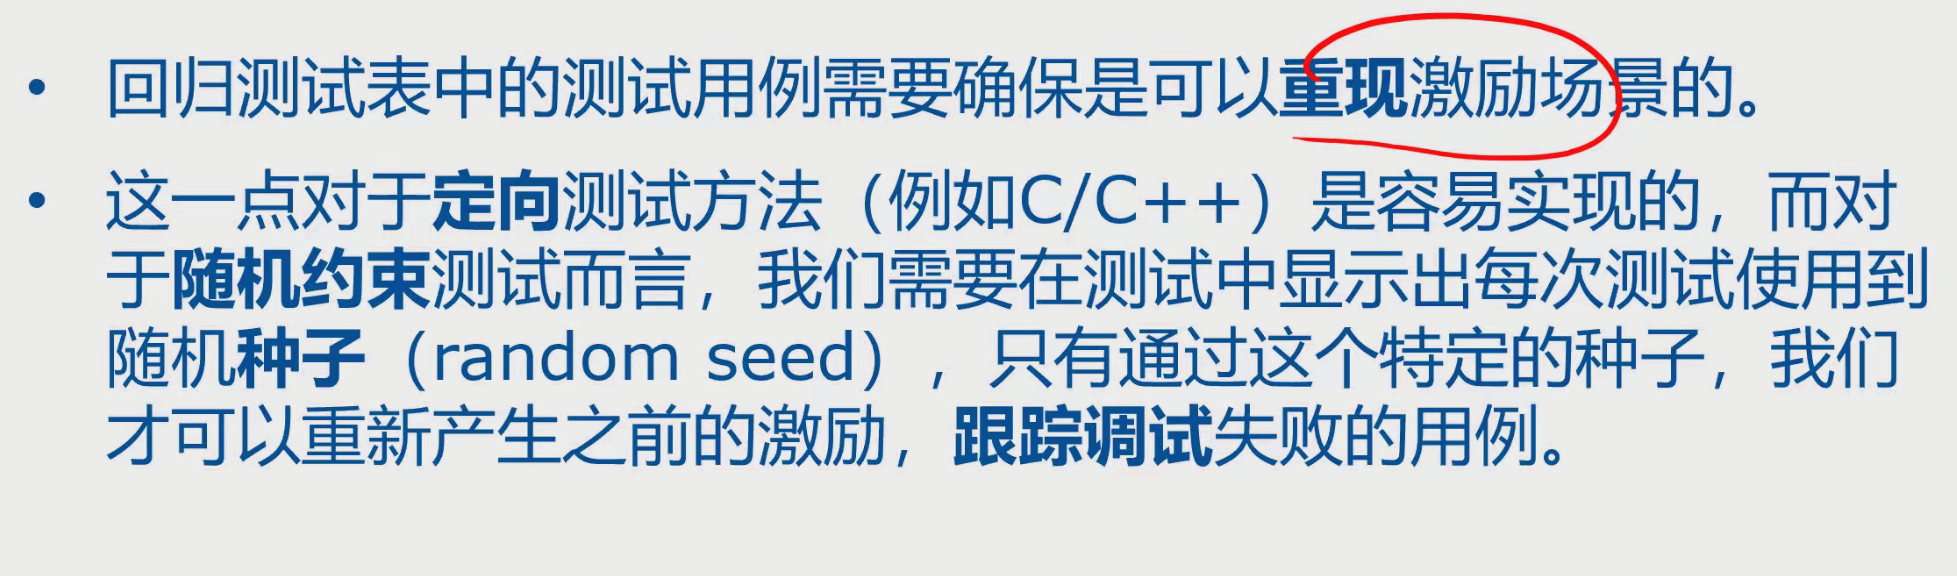 • 回归测试表中的测试用例需要确保是可以重现激励场景的。
• 这一点对于定向测试方法（例如C/C++）是容易实现的，而对
于随机约束测试而言，我们需要在测试中显示出每次测试使用到
随机种子（random seed），只有通过这个特定的种子，我们
才可以重新产生之前的激励，跟踪调试失败的用例。